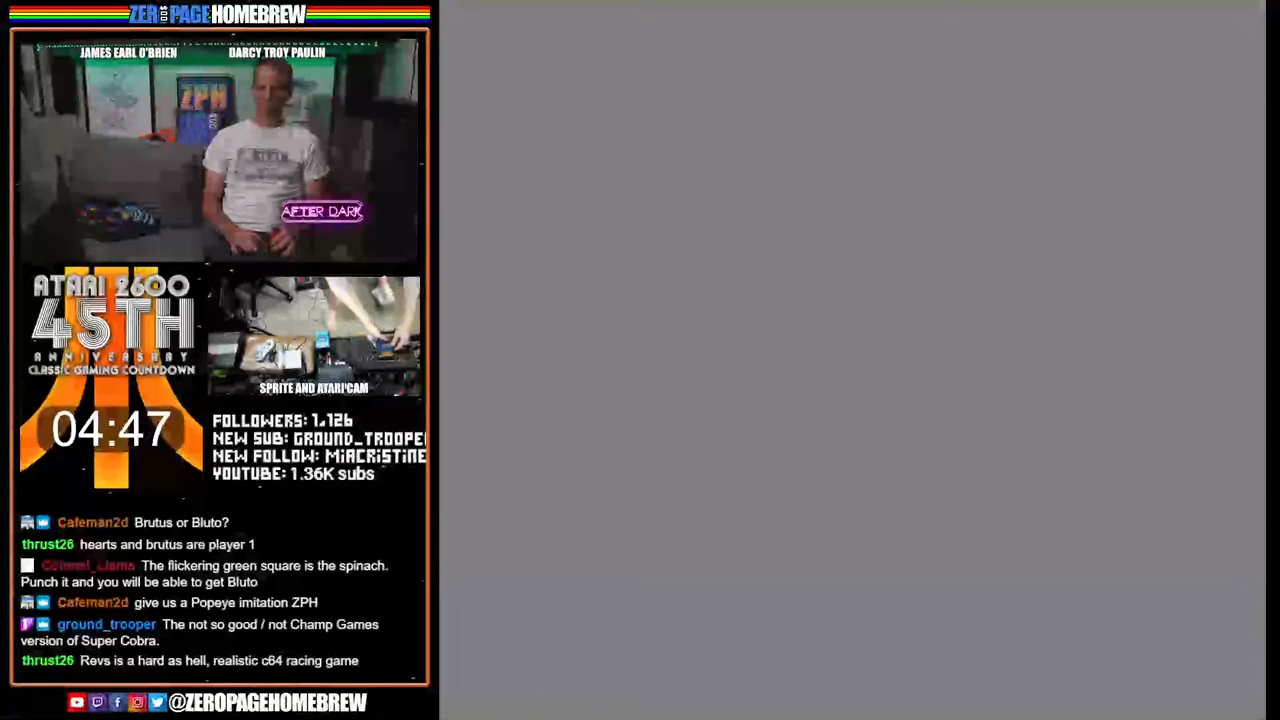 ZERO PAGE HOMEBREW
JAMES EARL O'BRIEN
DARCY TROY PAULIN
ZPH
AFTER DARK
ATARI 2600
45TH
ANNIVERSARY
CLASSIC GAMING COUNTDOWN
04:47
SPRITE AND ATARI CAM
FOLLOWERS: 1,126
NEW SUB: GROUND_TROOPE
NEW FOLLOW: MIACRISTINE
YOUTUBE: 1.36K subs
Cafeman2d Brutus or Bluto?
thrust26 hearts and brutus are player 1
Colonel_Llama The flickering green square is the spinach.
Punch it and you will be able to get Bluto
Cafeman2d give us a Popeye imitation ZPH
ground_trooper The not so good / not Champ Games
version of Super Cobra.
thrust26 Revs is a hard as hell, realistic c64 racing game
@ZEROPAGEHOMEBREW